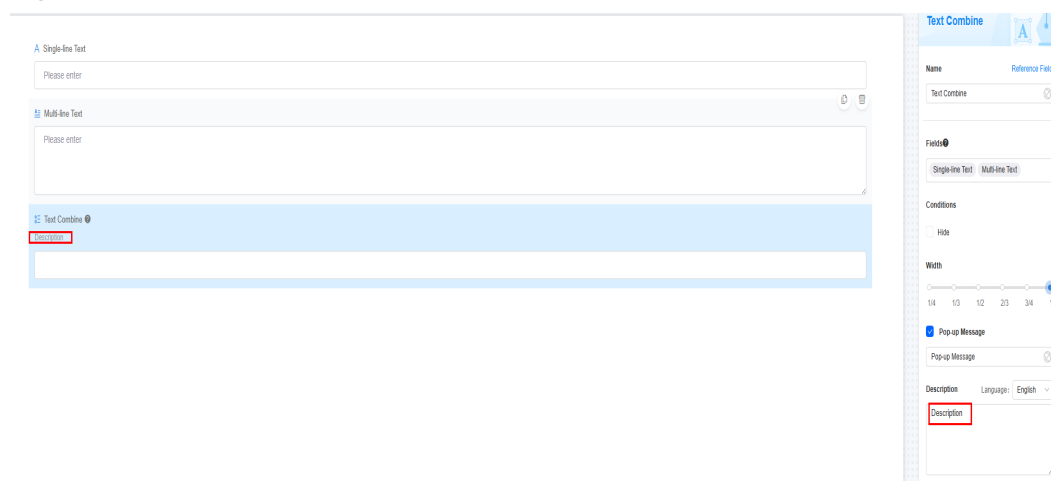 A Single-line Text
Please enter
Multi-line Text
Please enter
Text Combine
Description
Text Combine
A
Name
Reference Field
Text Combine
Fields
Single-line Text Multi-line Text
Conditions
Hide
Width
1/4 1/3 1/2 2/3 3/4
Pop-up Message
Pop-up Message
Description Language: English
Description